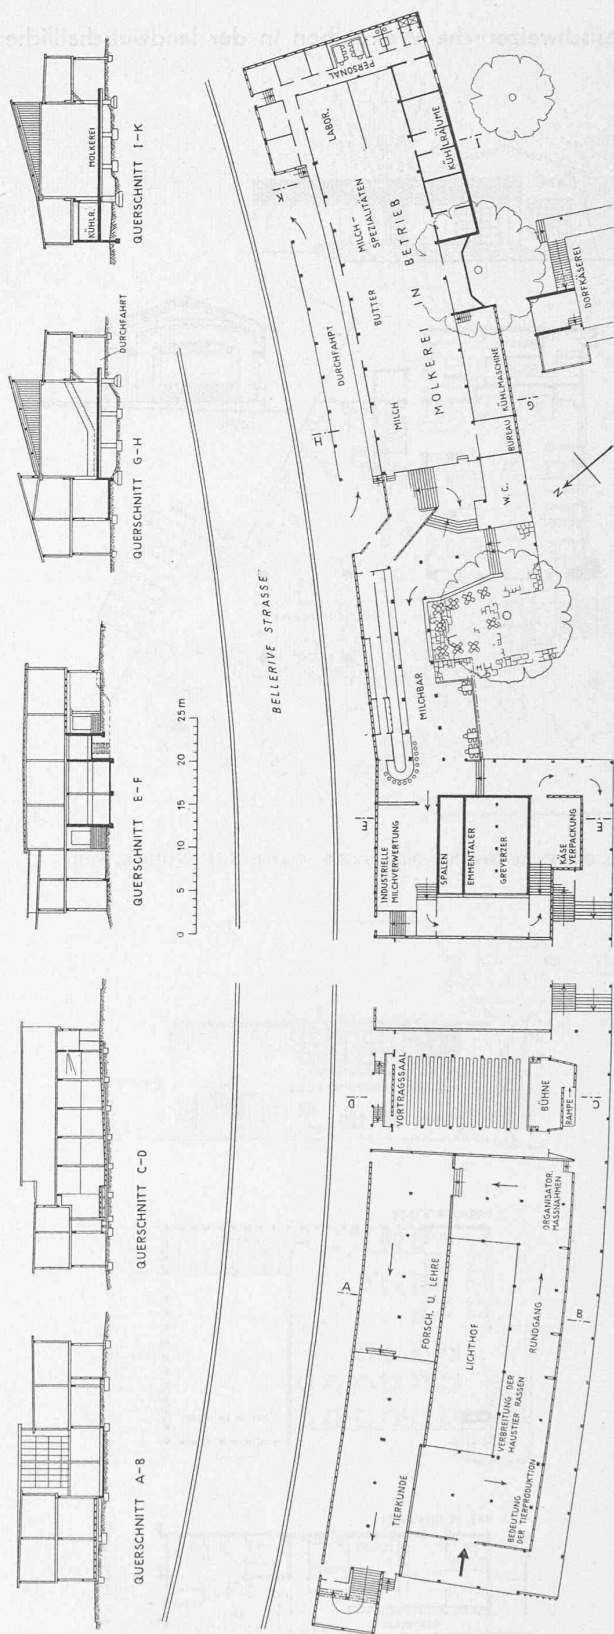 QUERSCHNITT A-B
QUERSCHNITT C-D
QUERSCHNITT E-F
QUERSCHNITT G-H
DURCHFAHRT
KÜHLR.
MOLKEREI
QUERSCHNITT I-K
0 5 10 15 20 25 m
BELLERIVE STRASSE
TIERKUNDE
FORSCH. U. LEHRE
LICHTHOF
BEDEUTUNG
DER TIERPRODUKTION
VERBREITUNG DER
HAUSTIER RASSEN
RUNDGANG
ORGANISATOR.
MASSNAHMEN
A
B
VORTRAGSSAAL
BÜHNE
RAMPE
D
C
INDUSTRIELLE
MILCHVERWERTUNG
SPALEN
EMMENTALER
GREYERZER
KÄSE
VERPACKUNG
F
E
MILCHBAR
W.C.
BUREAU
KÜHLMASCHINE
MILCH
BUTTER
MILCH-
SPEZIALITÄTEN
LABOR.
PERSONAL
KÜHLRÄUME
MOLKEREI IN BETRIEB
DURCHFAHPT
H
G
K
I
N
DORFKÄSEREI